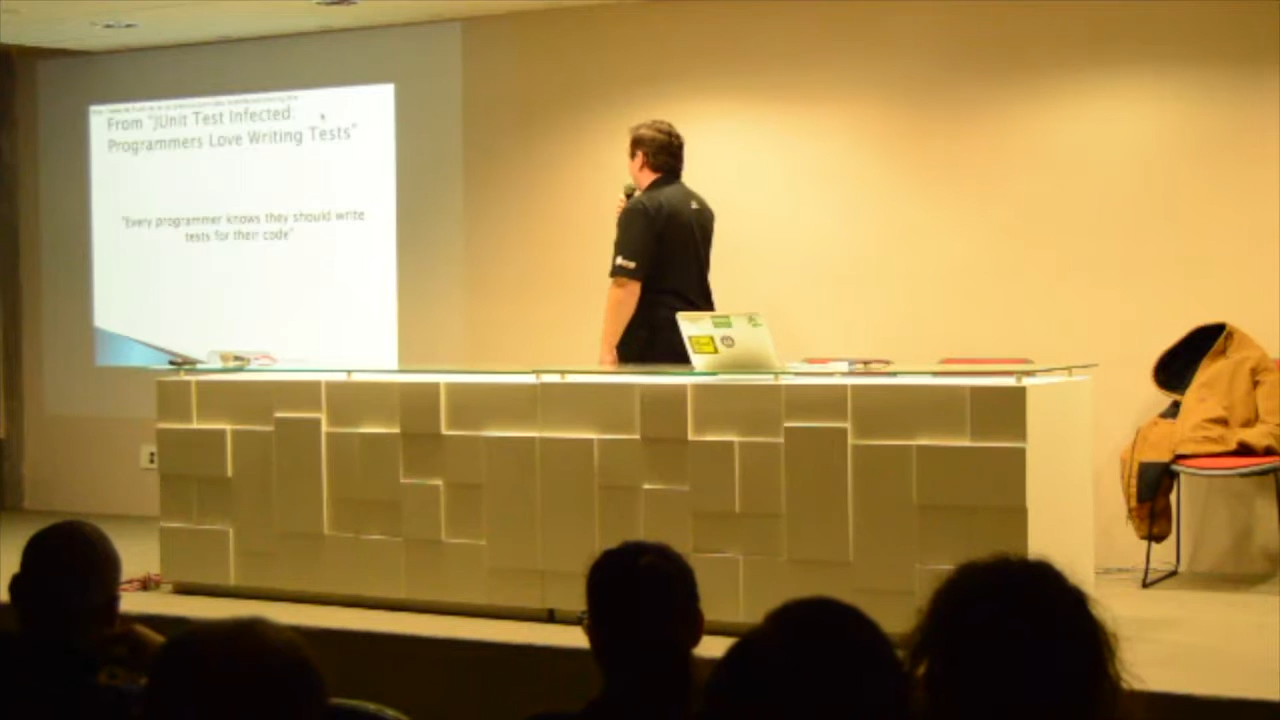 From "JUnit Test Infected:
Programmers Love Writing Tests"
"Every programmer knows they should write
tests for their code"